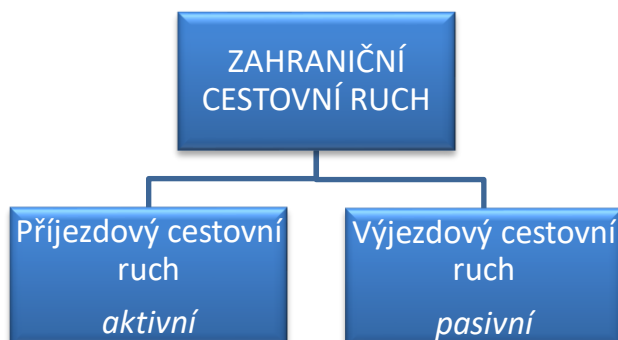 ZAHRANIČNÍ
CESTOVNÍ RUCH
Příjezdový cestovní
ruch
aktivní
Výjezdový cestovní
ruch
pasivní